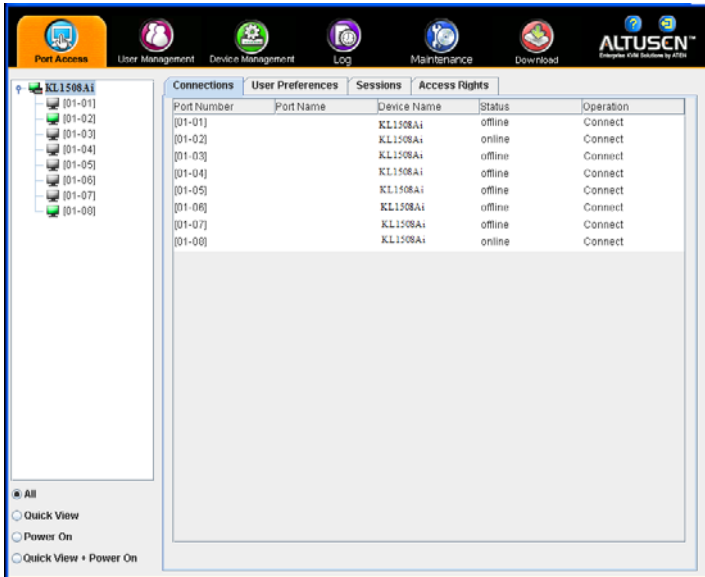 Port Access User Management Device Management Log Maintenance Download
ALTUSEN™
Enterprise KVM Solutions by ATEN
KL1508Ai
[01-01]
[01-02]
[01-03]
[01-04]
[01-05]
[01-06]
[01-07]
[01-08]
All
Quick View
Power On
Quick View + Power On
Connections User Preferences Sessions Access Rights
Port Number Port Name Device Name Status Operation
[01-01] KL1508Ai offline Connect
[01-02] KL1508Ai online Connect
[01-03] KL1508Ai offline Connect
[01-04] KL1508Ai offline Connect
[01-05] KL1508Ai offline Connect
[01-06] KL1508Ai offline Connect
[01-07] KL1508Ai offline Connect
[01-08] KL1508Ai online Connect